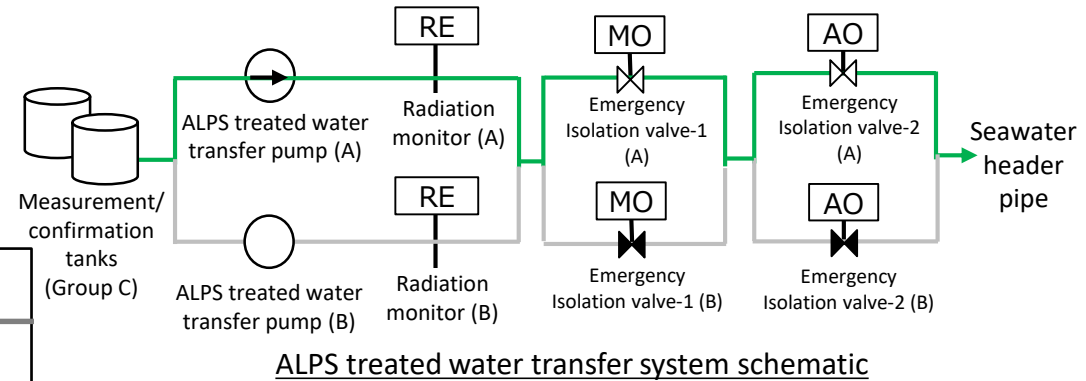 RE
MO
AO
ALPS treated water
transfer pump (A)
Radiation
monitor (A)
Emergency
Isolation valve-1
(A)
Emergency
Isolation valve-2
(A)
Seawater
header
pipe
Measurement/
confirmation
tanks
(Group C)
RE
MO
AO
ALPS treated water
transfer pump (B)
Radiation
monitor (B)
Emergency
Isolation valve-1 (B)
Emergency
Isolation valve-2 (B)
ALPS treated water transfer system schematic